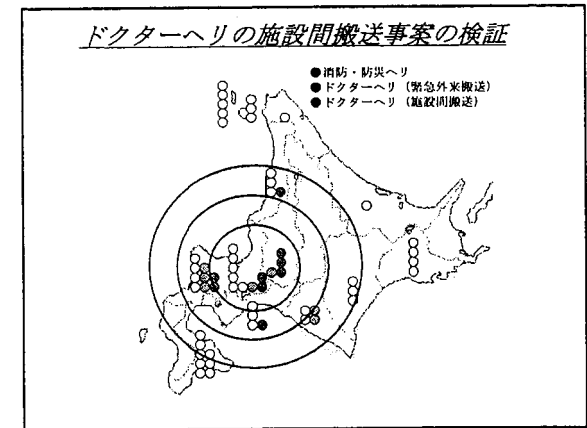 ドクターヘリの施設間搬送事案の検証
●消防・防災ヘリ
●ドクターヘリ（緊急外来搬送）
●ドクターヘリ（施設間搬送）